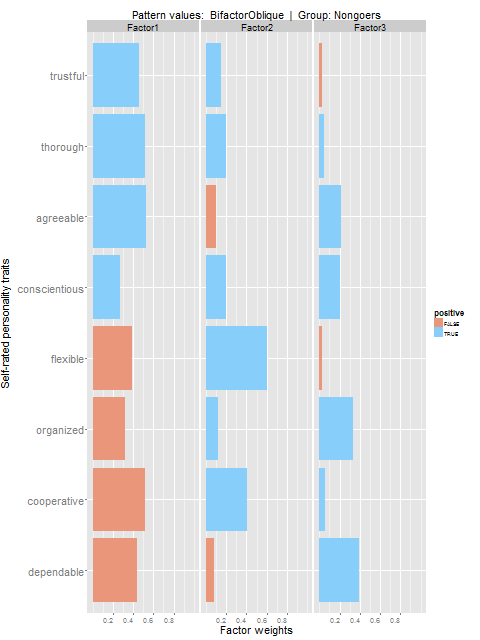 Pattern values: BifactorOblique | Group: Nongoers
Factor1 Factor2 Factor3
trustful
thorough
agreeable
conscientious
flexible
organized
cooperative
dependable
Self-rated personality traits
0.2 0.4 0.6 0.8 0.2 0.4 0.6 0.8 0.2 0.4 0.6 0.8
Factor weights
positive
FALSE
TRUE